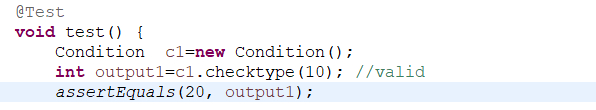 @Test
void test() {
Condition c1=new Condition();
int output1=c1.checktype(10); //valid
assertEquals(20, output1);